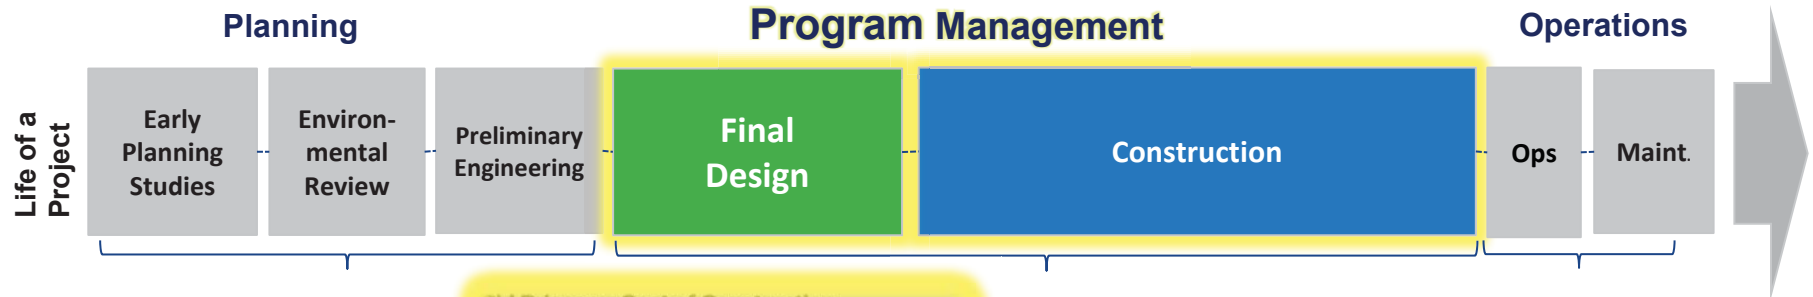 Planning
Program Management
Operations
Life of a
Project
Early
Planning
Studies
Environ-
mental
Review
Preliminary
Engineering
Final
Design
Construction
Ops
Maint.